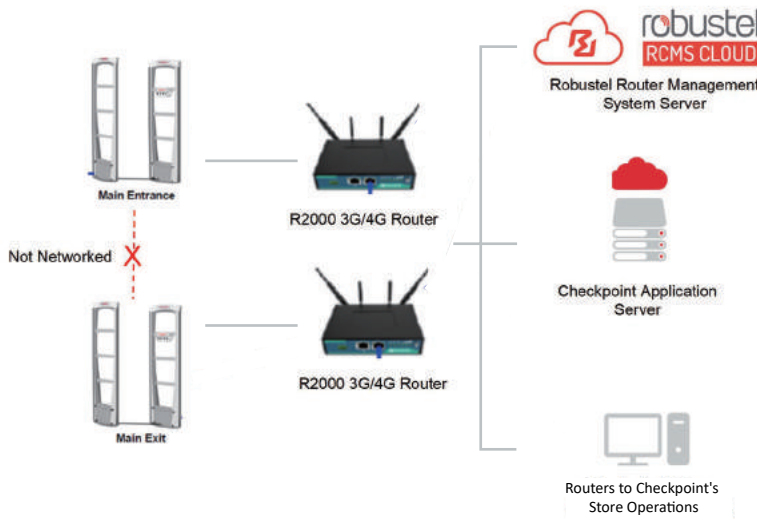 robustel
RCMS CLOUD
Robustel Router Management
System Server
Main Entrance
R2000 3G/4G Router
Not Networked
X
Checkpoint Application
Server
R2000 3G/4G Router
Main Exit
Routers to Checkpoint's
Store Operations